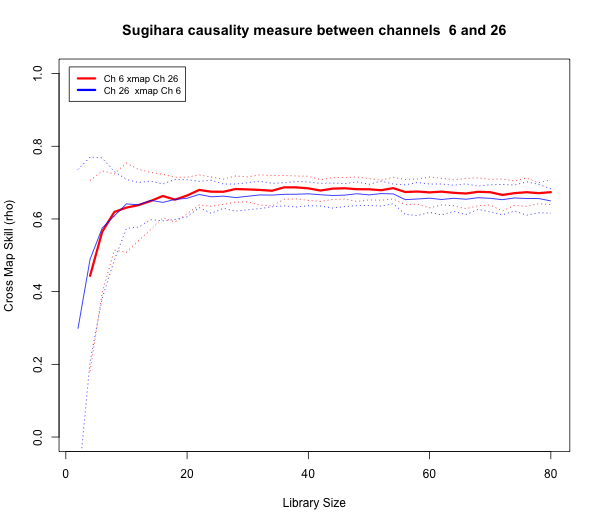 Sugihara causality measure between channels  6 and 26
Ch 6 xmap Ch 26
Ch 26  xmap Ch 6
Cross Map Skill (rho)
1.0
0.8
0.6
0.4
0.2
0.0
0 20 40 60 80
Library Size